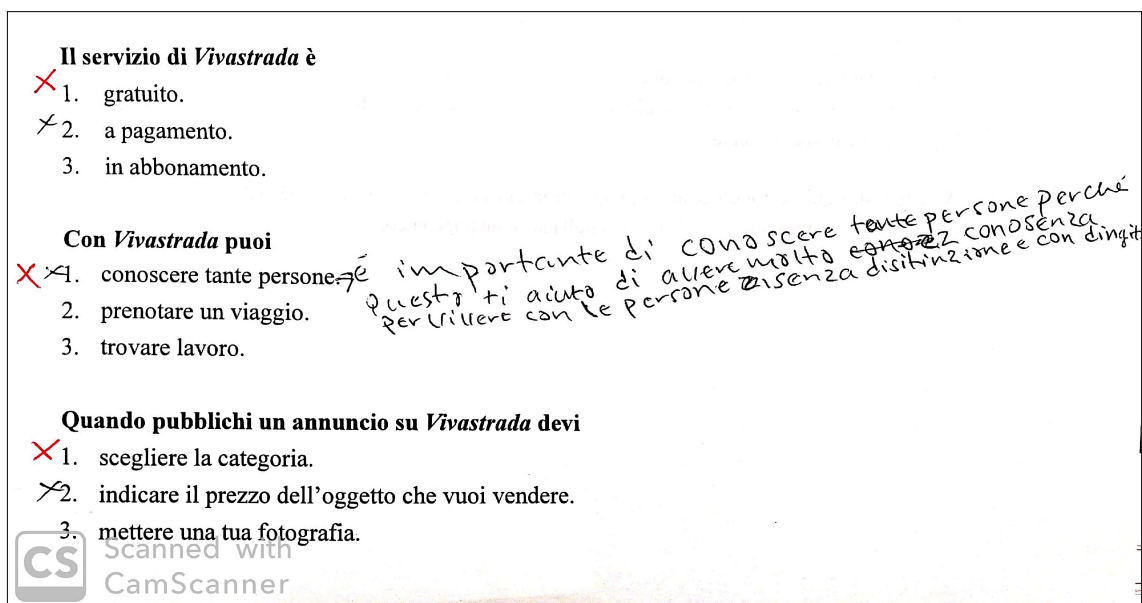 Il servizio di Vivastrada è
1. gratuito.
2. a pagamento.
3. in abbonamento.
Con Vivastrada puoi
1. conoscere tante persone. → é importante di conoscere tante persone perché
questo ti aiuto di avere molto conosenza
per vivere con le persone senza disitinzione e con dingit
2. prenotare un viaggio.
3. trovare lavoro.
Quando pubblichi un annuncio su Vivastrada devi
1. scegliere la categoria.
2. indicare il prezzo dell'oggetto che vuoi vendere.
3. mettere una tua fotografia.
CS Scanned with
CamScanner